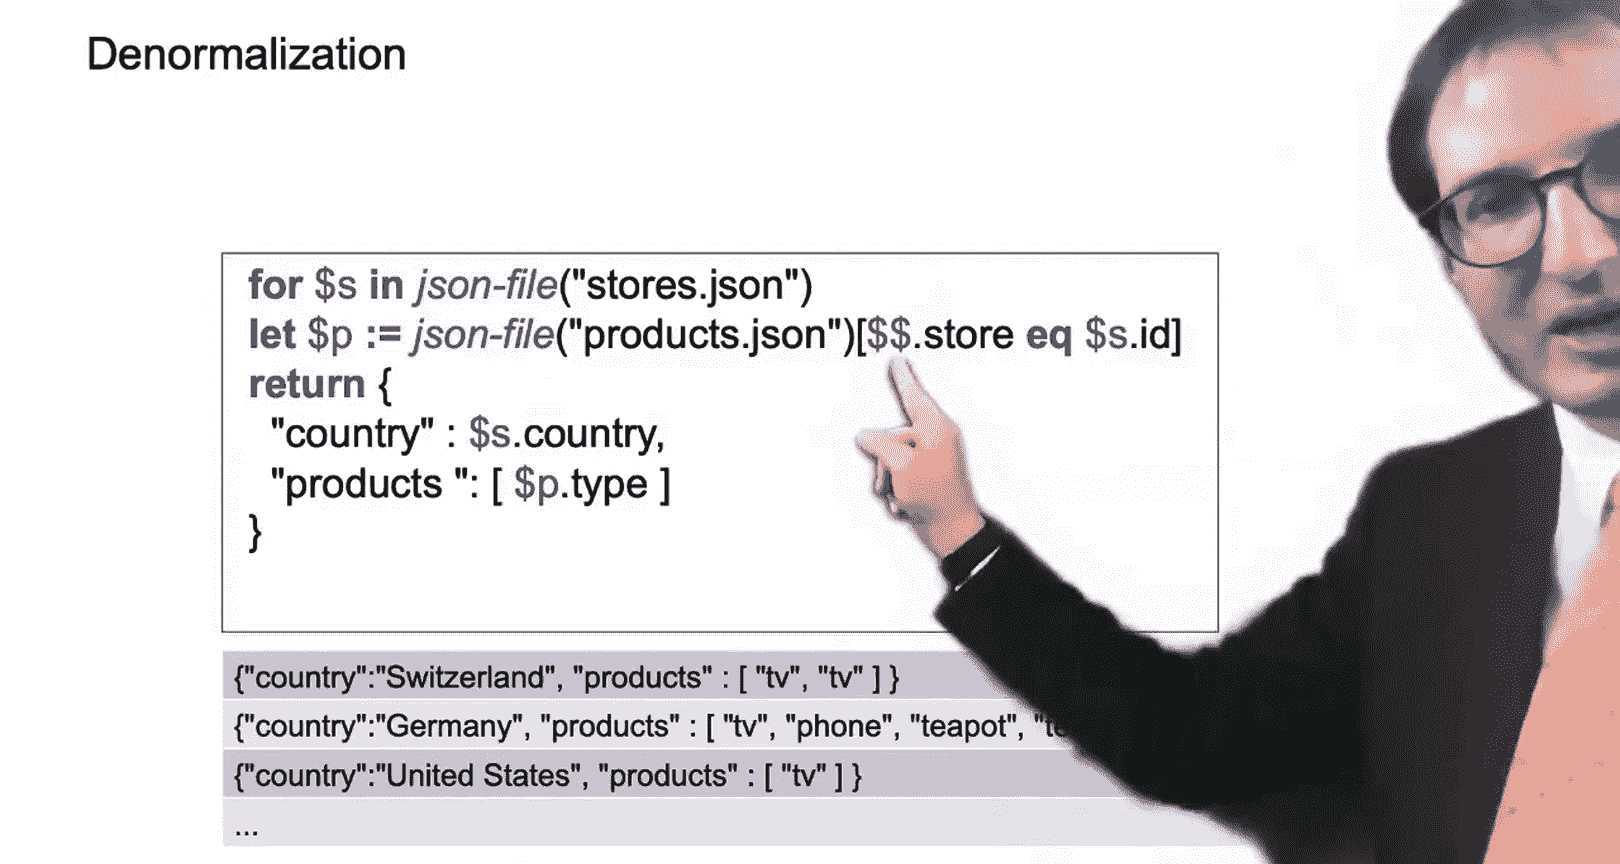 Denormalization
for $s in json-file("stores.json")
let $p := json-file("products.json")[$$.store eq $s.id]
return {
"country" : $s.country,
"products ": [ $p.type ]
}
{"country":"Switzerland", "products" : [ "tv", "tv" ] }
{"country":"Germany", "products" : [ "tv", "phone", "teapot",
{"country":"United States", "products" : [ "tv" ] }
...